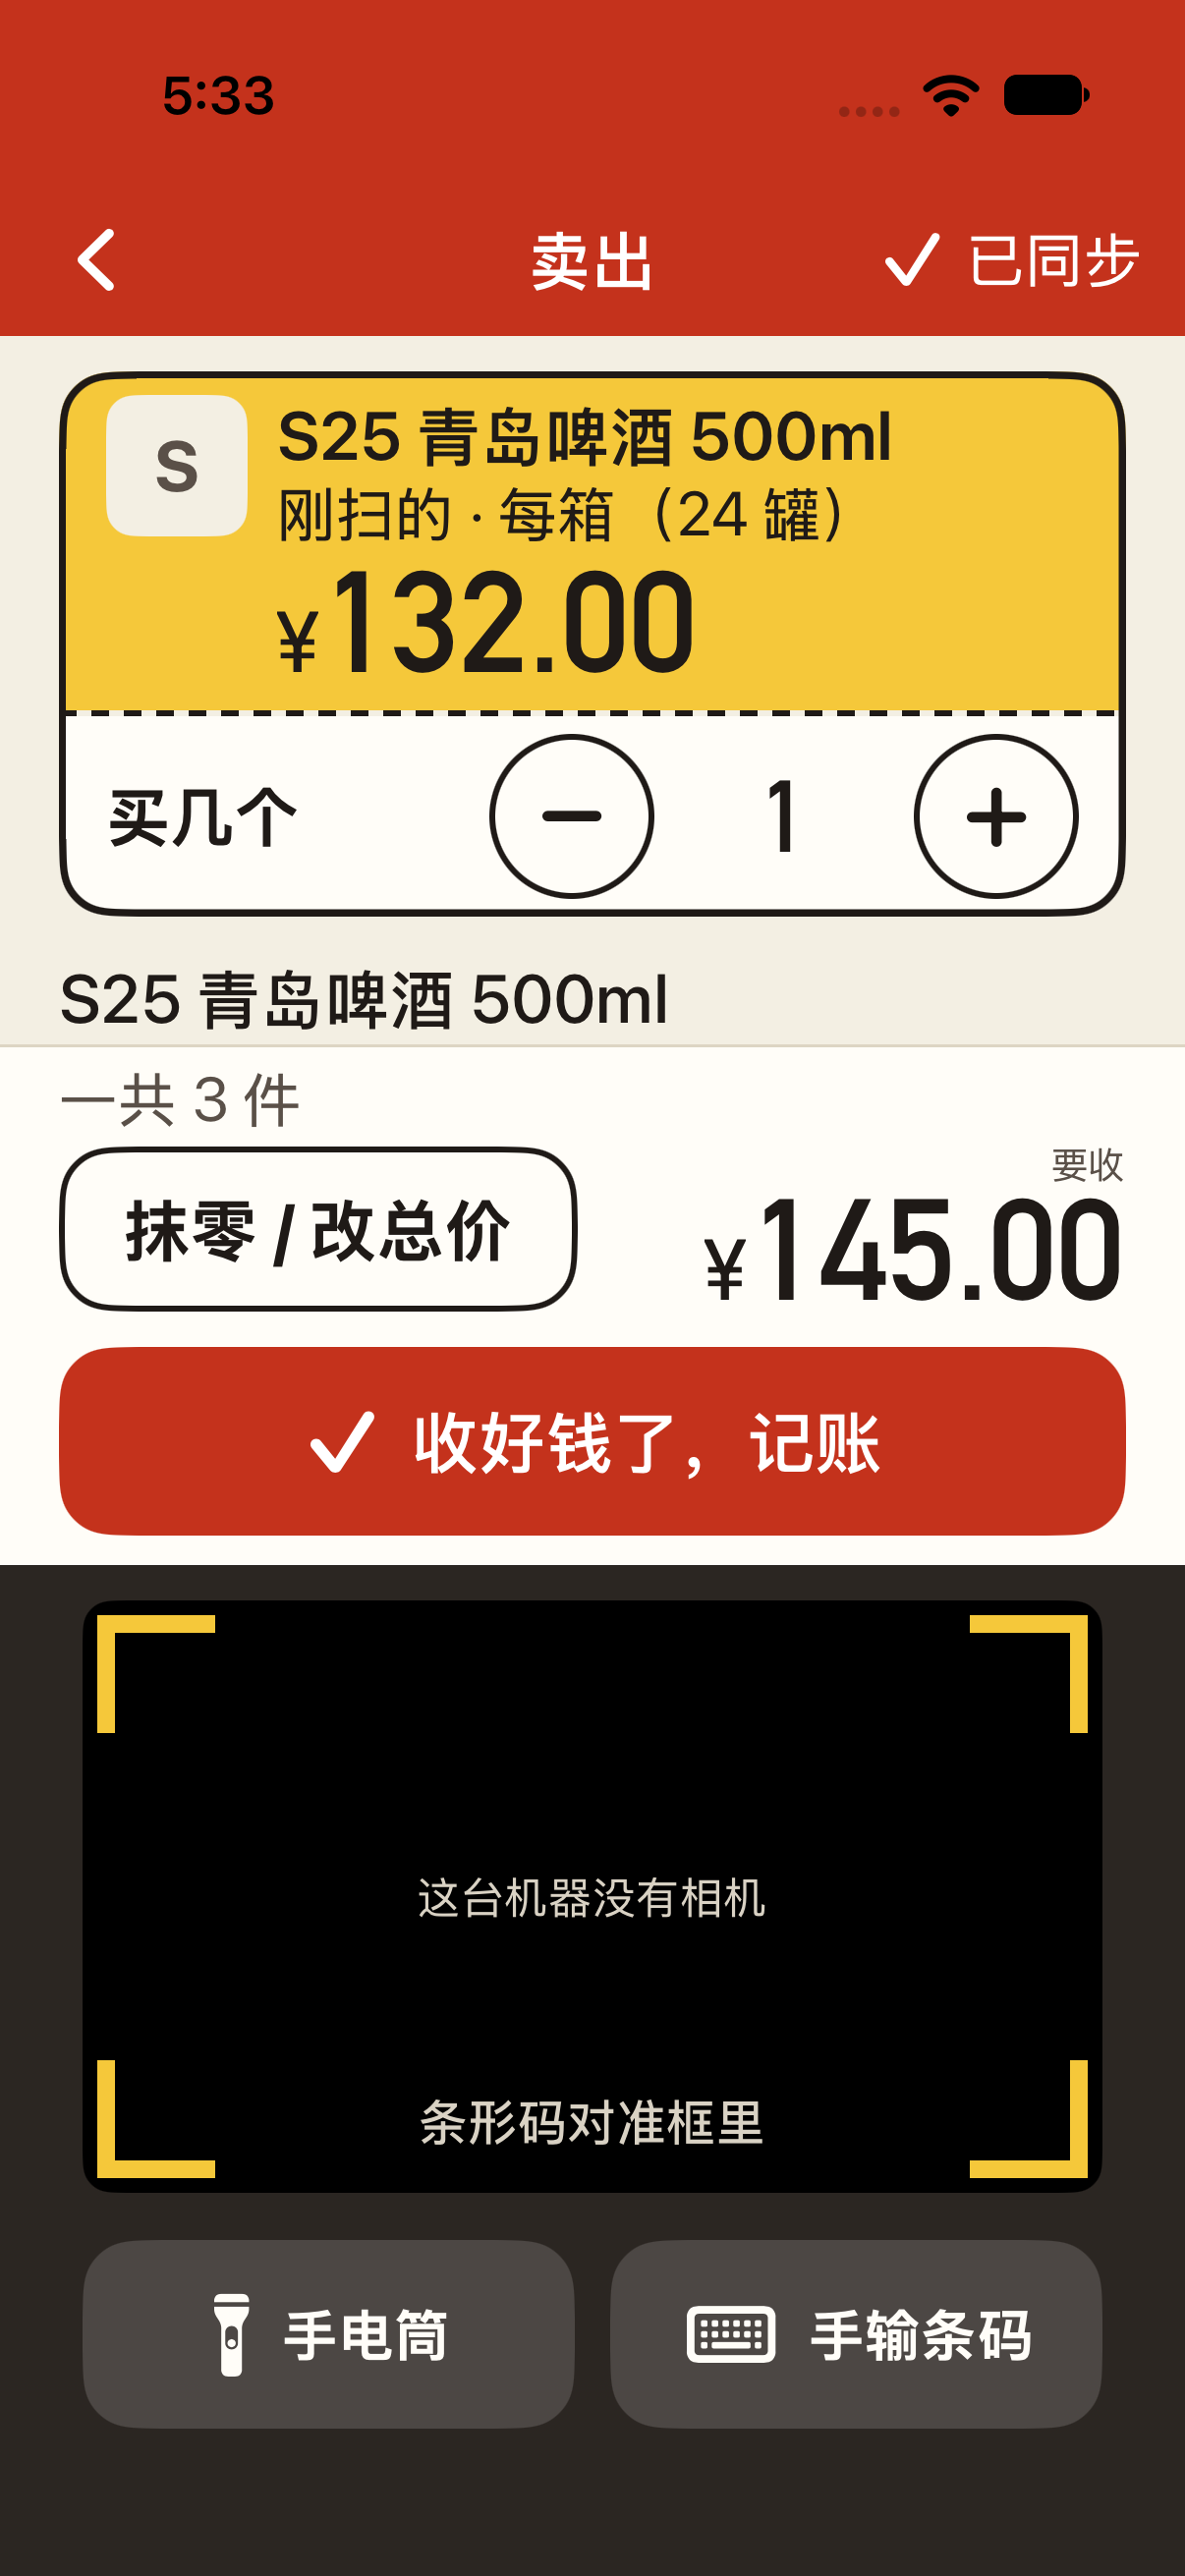 5:33
卖出
已同步
S
S25 青岛啤酒 500ml
刚扫的 · 每箱（24 罐）
¥132.00
买几个
1
S25 青岛啤酒 500ml
一共 3 件
要收
抹零 / 改总价
¥145.00
收好钱了，记账
这台机器没有相机
条形码对准框里
手电筒
手输条码